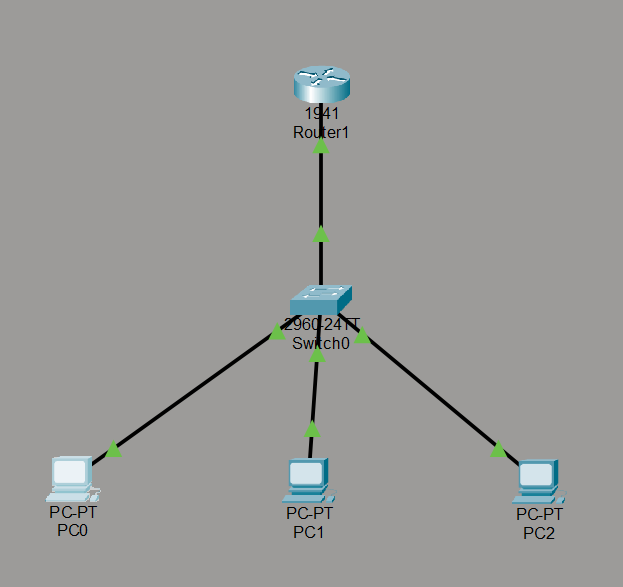 1941
Router1
2960-24TT
Switch0
PC-PT
PC0
PC-PT
PC1
PC-PT
PC2